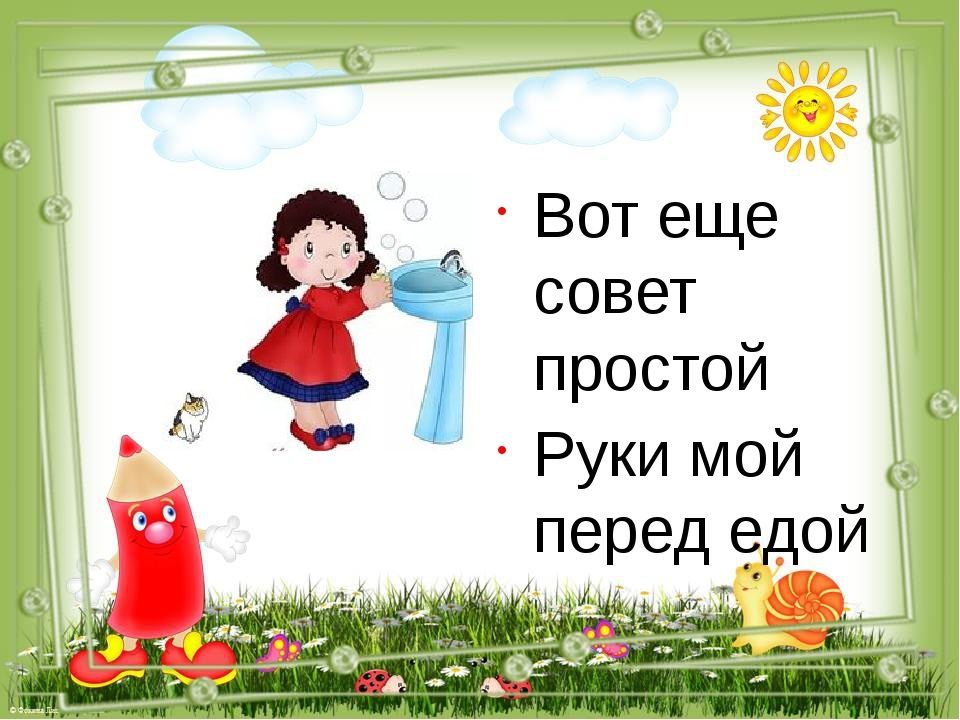 Вот еще
совет
простой
Руки мой
перед едой